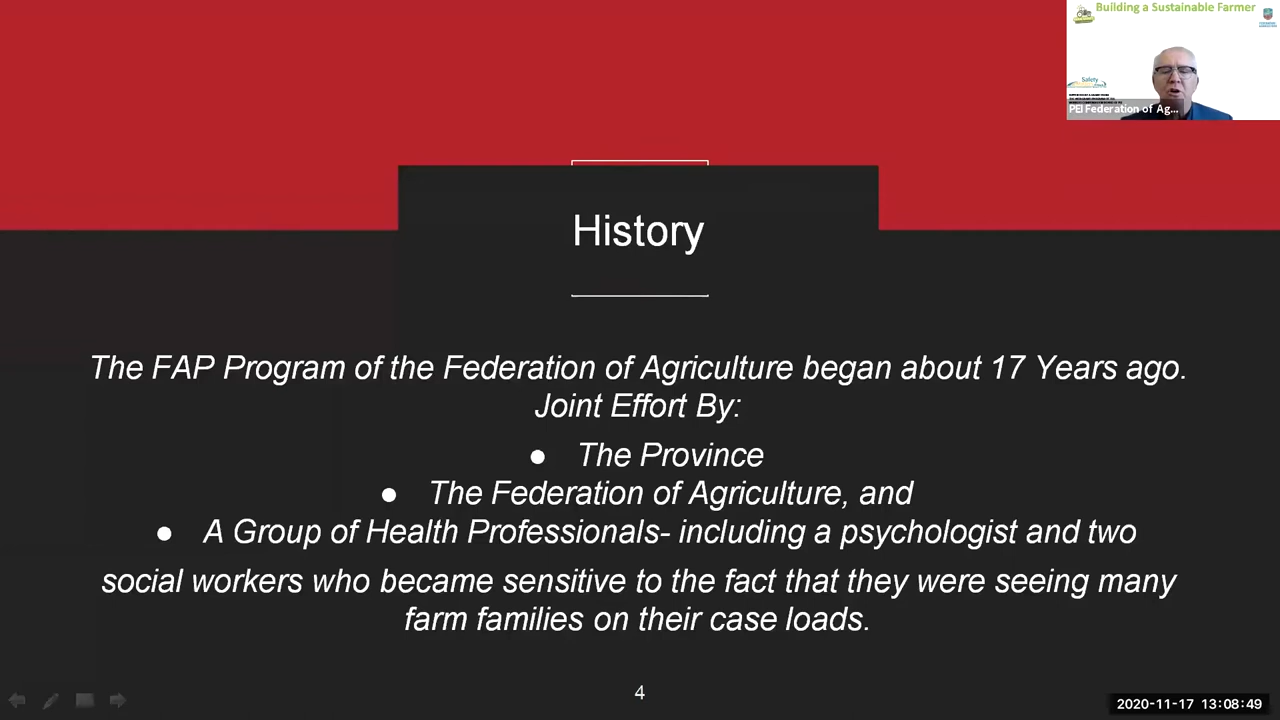 Building a Sustainable Farmer
Safety
PEI Federation of Ag...
History
The FAP Program of the Federation of Agriculture began about 17 Years ago.
Joint Effort By:
● The Province
● The Federation of Agriculture, and
● A Group of Health Professionals- including a psychologist and two
social workers who became sensitive to the fact that they were seeing many
farm families on their case loads.
4
2020-11-17 13:08:49